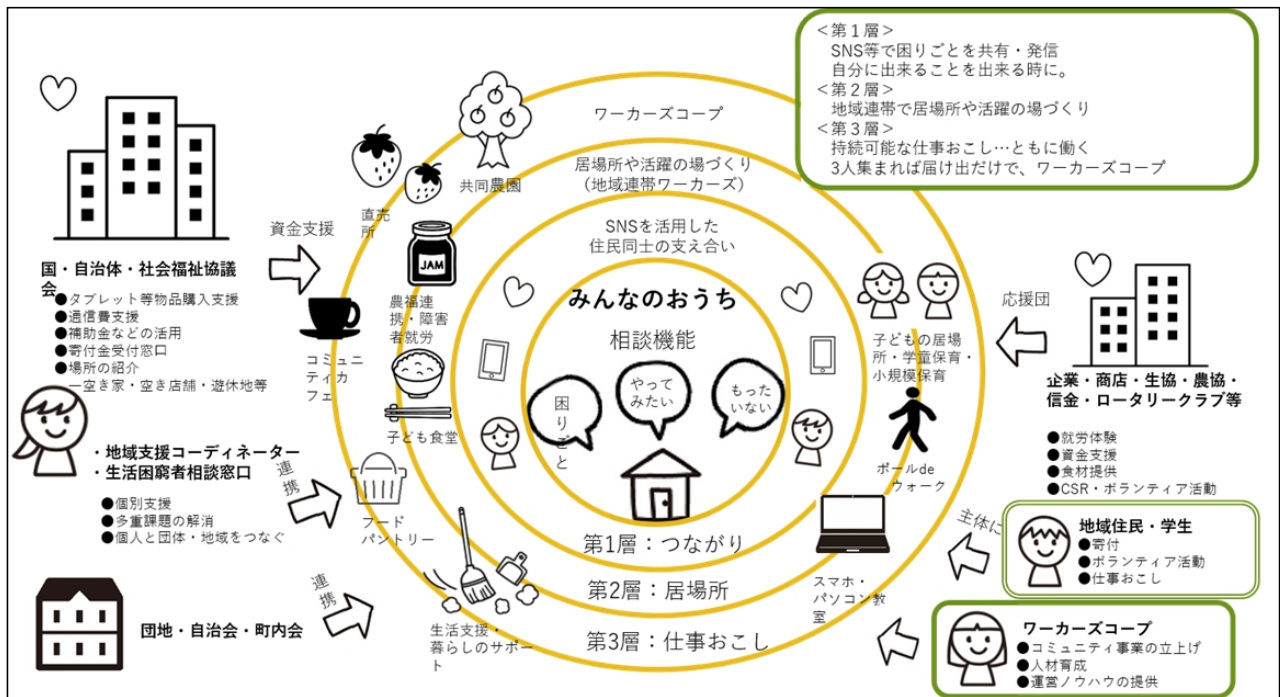 <第１層>
SNS等で困りごとを共有・発信
自分に出来ることを出来る時に。
<第２層>
地域連帯で居場所や活躍の場づくり
<第３層>
持続可能な仕事おこし…ともに働く
3人集まれば届け出だけで、ワーカーズコープ
ワーカーズコープ
居場所や活躍の場づくり
（地域連帯ワーカーズ）
SNSを活用した
住民同士の支え合い
みんなのおうち
相談機能
困りごと
やって
みたい
もった
いない
第1層：つながり
第2層：居場所
第3層：仕事おこし
共同農園
直売
所
JAM
農福連
携・障害
者就労
コミュニ
ティカ
フェ
子ども食堂
フード
パントリー
生活支援・
暮らしのサポー
ト
子どもの居場
所・学童保育・
小規模保育
ポールde
ウォーク
スマホ・
パソコン教
室
資金支援
国・自治体・社会福祉協議
会
●タブレット等物品購入支援
●通信費支援
●補助金などの活用
●寄付金受付窓口
●場所の紹介
―空き家・空き店舗・遊休地等
・地域支援コーディネーター
・生活困窮者相談窓口
●個別支援
●多重課題の解消
●個人と団体・地域をつなぐ
連携
団地・自治会・町内会
連携
応援団
企業・商店・生協・農協・
信金・ロータリークラブ等
●就労体験
●資金支援
●食材提供
●CSR・ボランティア活動
主体に
地域住民・学生
●寄付
●ボランティア活動
●仕事おこし
ワーカーズコープ
●コミュニティ事業の立上げ
●人材育成
●運営ノウハウの提供